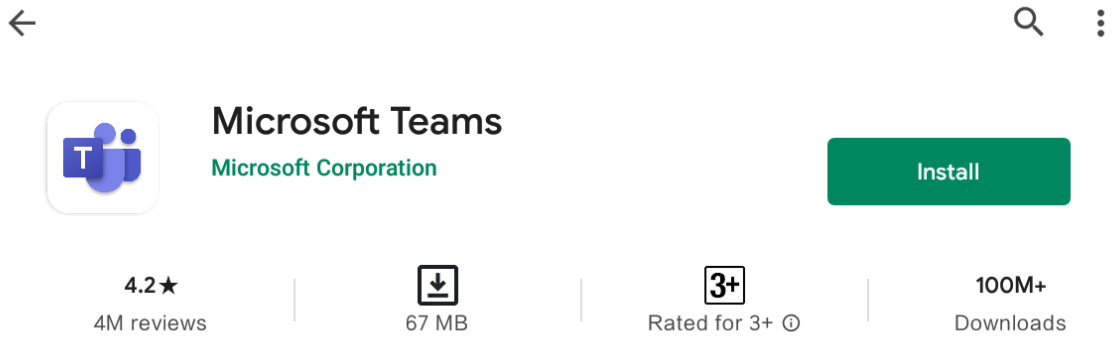 Microsoft Teams
T
Microsoft Corporation
Install
4.2★
3+
100M+
4M reviews
67 MB
Rated for 3+
Downloads